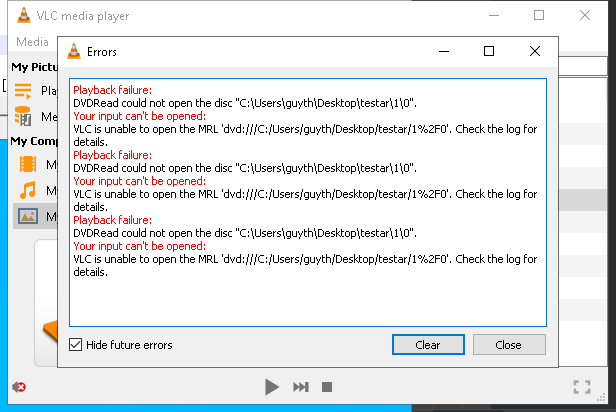 VLC media player
Media
Errors
My Pictu
Pla
Me
My Comp
My
My
My
Playback failure:
DVDRead could not open the disc "C:\Users\guyth\Desktop\testar\1\0".
Your input can't be opened:
VLC is unable to open the MRL 'dvd:///C:/Users/guyth/Desktop/testar/1%2F0'. Check the log for
details.
Playback failure:
DVDRead could not open the disc "C:\Users\guyth\Desktop\testar\1\0".
Your input can't be opened:
VLC is unable to open the MRL 'dvd:///C:/Users/guyth/Desktop/testar/1%2F0'. Check the log for
details.
Playback failure:
DVDRead could not open the disc "C:\Users\guyth\Desktop\testar\1\0".
Your input can't be opened:
VLC is unable to open the MRL 'dvd:///C:/Users/guyth/Desktop/testar/1%2F0'. Check the log for
details.
Hide future errors
Clear
Close